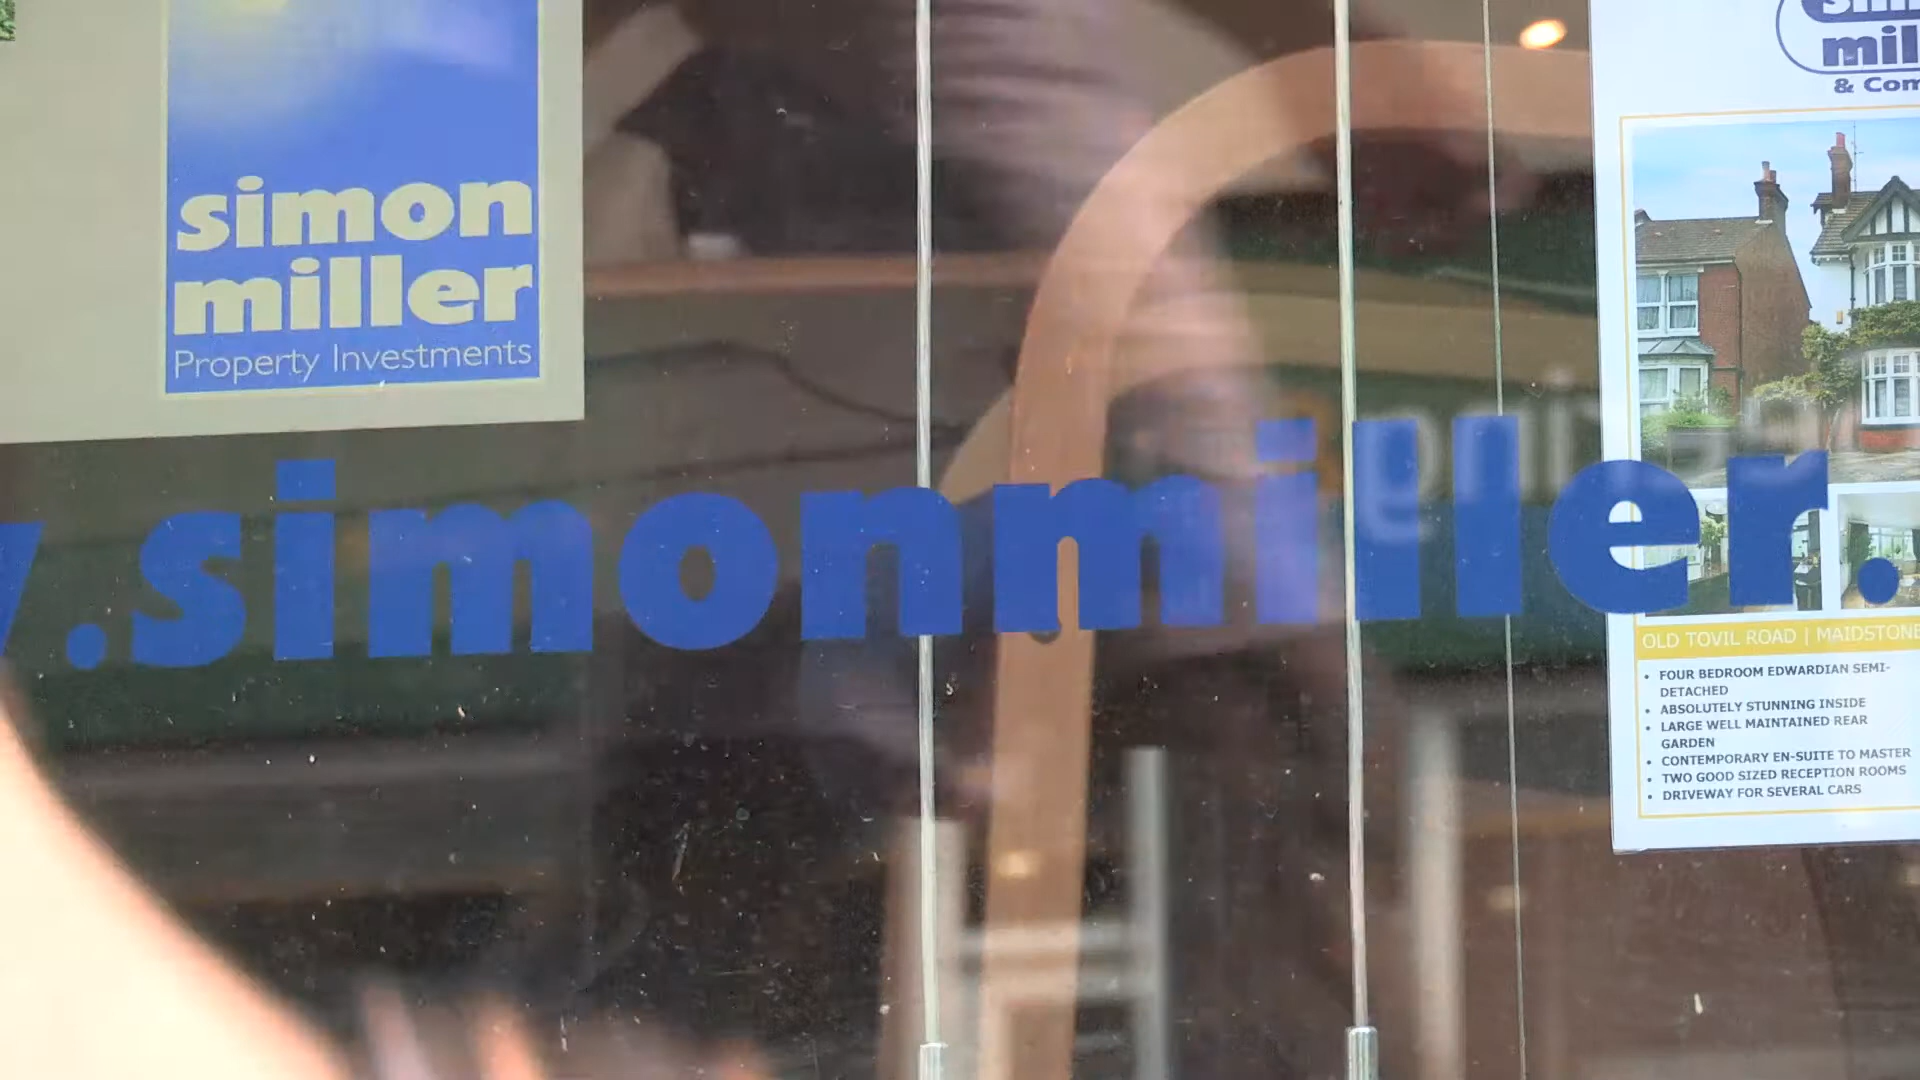 simon
miller
Property Investments
.simonmiller.
mil
& Com
OLD TOVIL ROAD | MAIDSTONE
• FOUR BEDROOM EDWARDIAN SEMI-
DETACHED
• ABSOLUTELY STUNNING INSIDE
• LARGE WELL MAINTAINED REAR
GARDEN
• CONTEMPORARY EN-SUITE TO MASTER
• TWO GOOD SIZED RECEPTION ROOMS
• DRIVEWAY FOR SEVERAL CARS